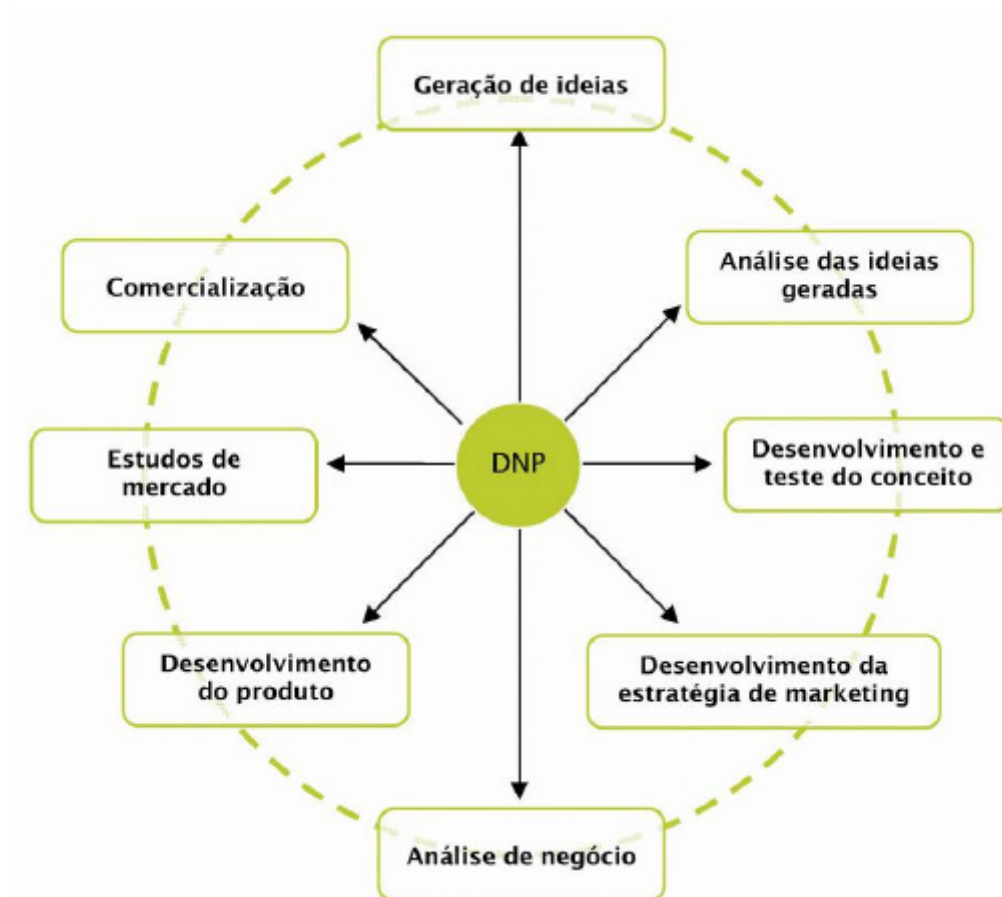 Geração de ideias
Análise das ideias
geradas
Desenvolvimento e
teste do conceito
Desenvolvimento da
estratégia de marketing
Análise de negócio
Desenvolvimento
do produto
Estudos de
mercado
Comercialização
DNP